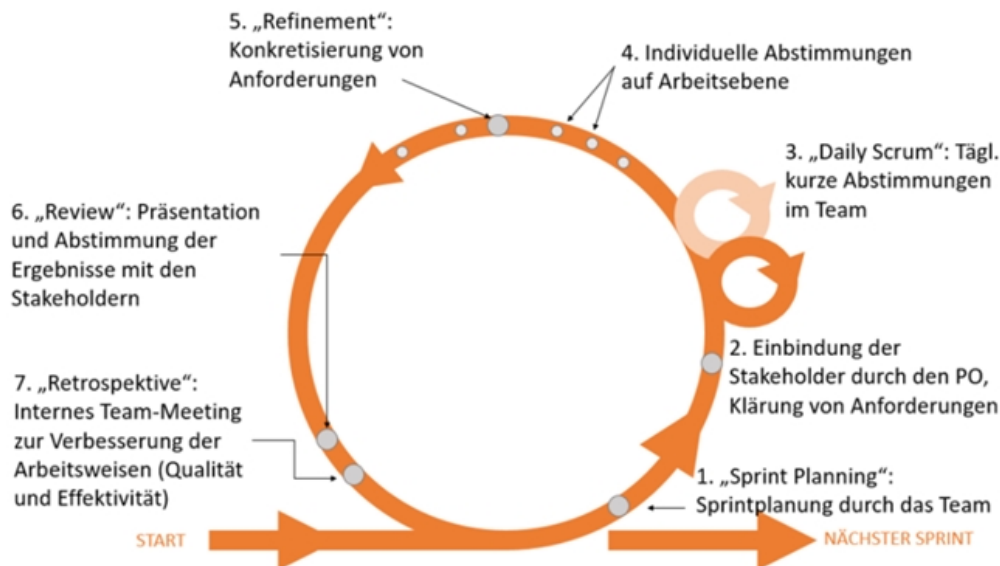 5. „Refinement“:
Konkretisierung von
Anforderungen
4. Individuelle Abstimmungen
auf Arbeitsebene
3. „Daily Scrum“: Tägl.
kurze Abstimmungen
im Team
6. „Review“: Präsentation
und Abstimmung der
Ergebnisse mit den
Stakeholdern
2. Einbindung der
Stakeholder durch den PO,
Klärung von Anforderungen
7. „Retrospektive“:
Internes Team-Meeting
zur Verbesserung der
Arbeitsweisen (Qualität
und Effektivität)
1. „Sprint Planning“:
Sprintplanung durch das Team
START
NÄCHSTER SPRINT